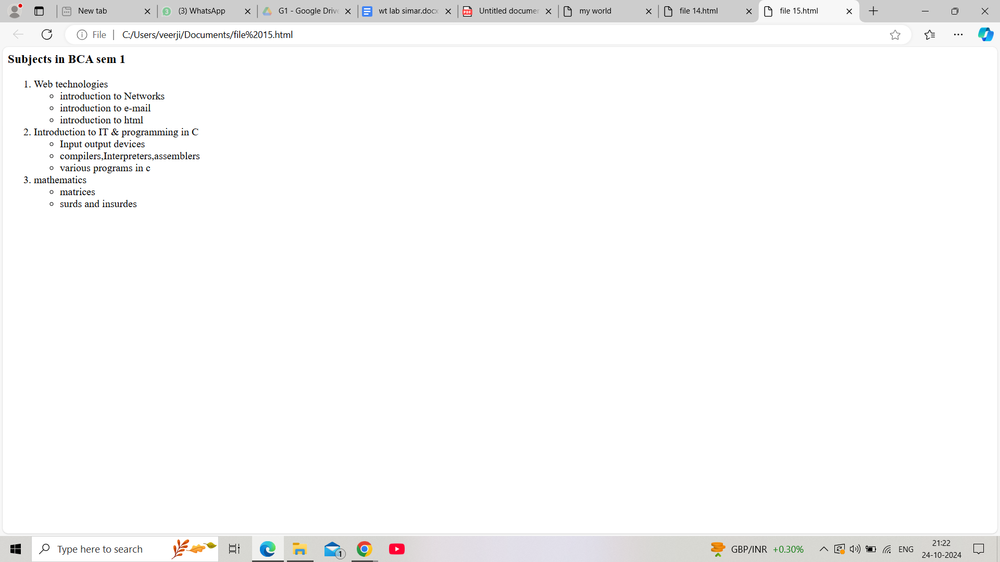 New tab
3
(3) WhatsApp
G1 - Google Drive
wt lab simar.docx
PDF
Untitled documen
my world
file 14.html
file 15.html
File
C:/Users/veerji/Documents/file%2015.html
Subjects in BCA sem 1
1. Web technologies
introduction to Networks
introduction to e-mail
introduction to html
2. Introduction to IT & programming in C
Input output devices
compilers,Interpreters,assemblers
various programs in c
3. mathematics
matrices
surds and insurdes
Type here to search
1
GBP/INR +0.30%
ENG
21:22
24-10-2024